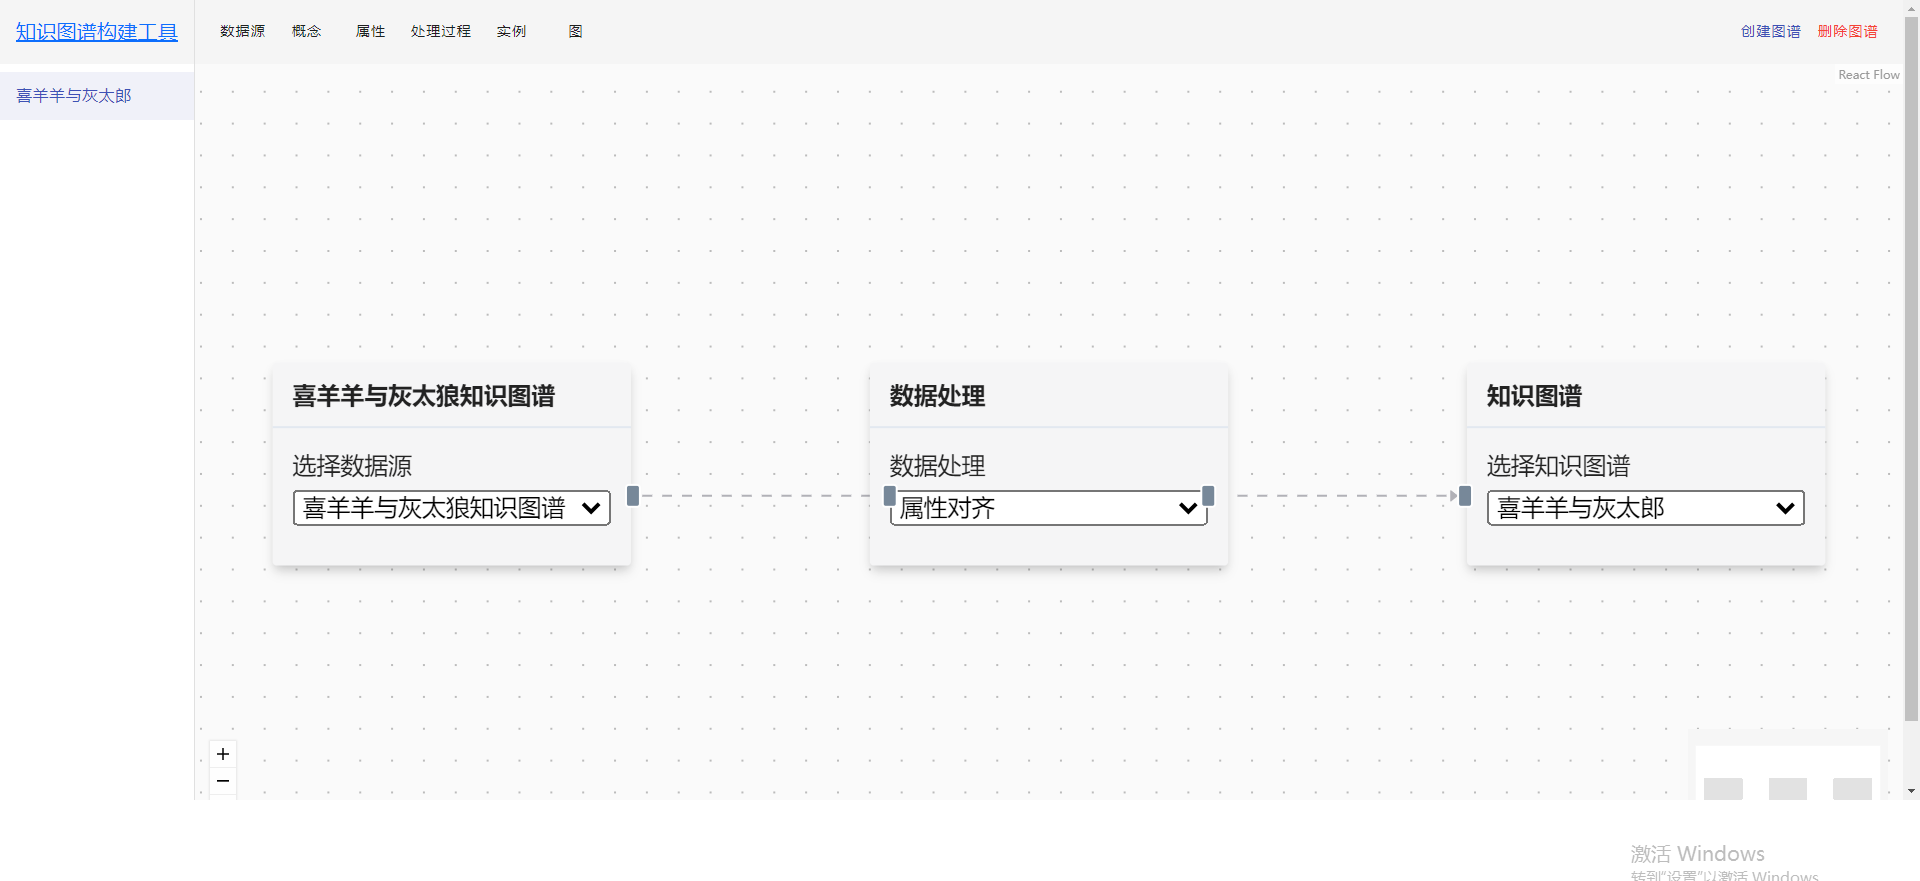 知识图谱构建工具
数据源 概念 属性 处理过程 实例 图
创建图谱 删除图谱
喜羊羊与灰太郎
React Flow
喜羊羊与灰太狼知识图谱
选择数据源
喜羊羊与灰太狼知识图谱
数据处理
数据处理
属性对齐
知识图谱
选择知识图谱
喜羊羊与灰太郎
激活 Windows
转到"设置"以激活 Windows